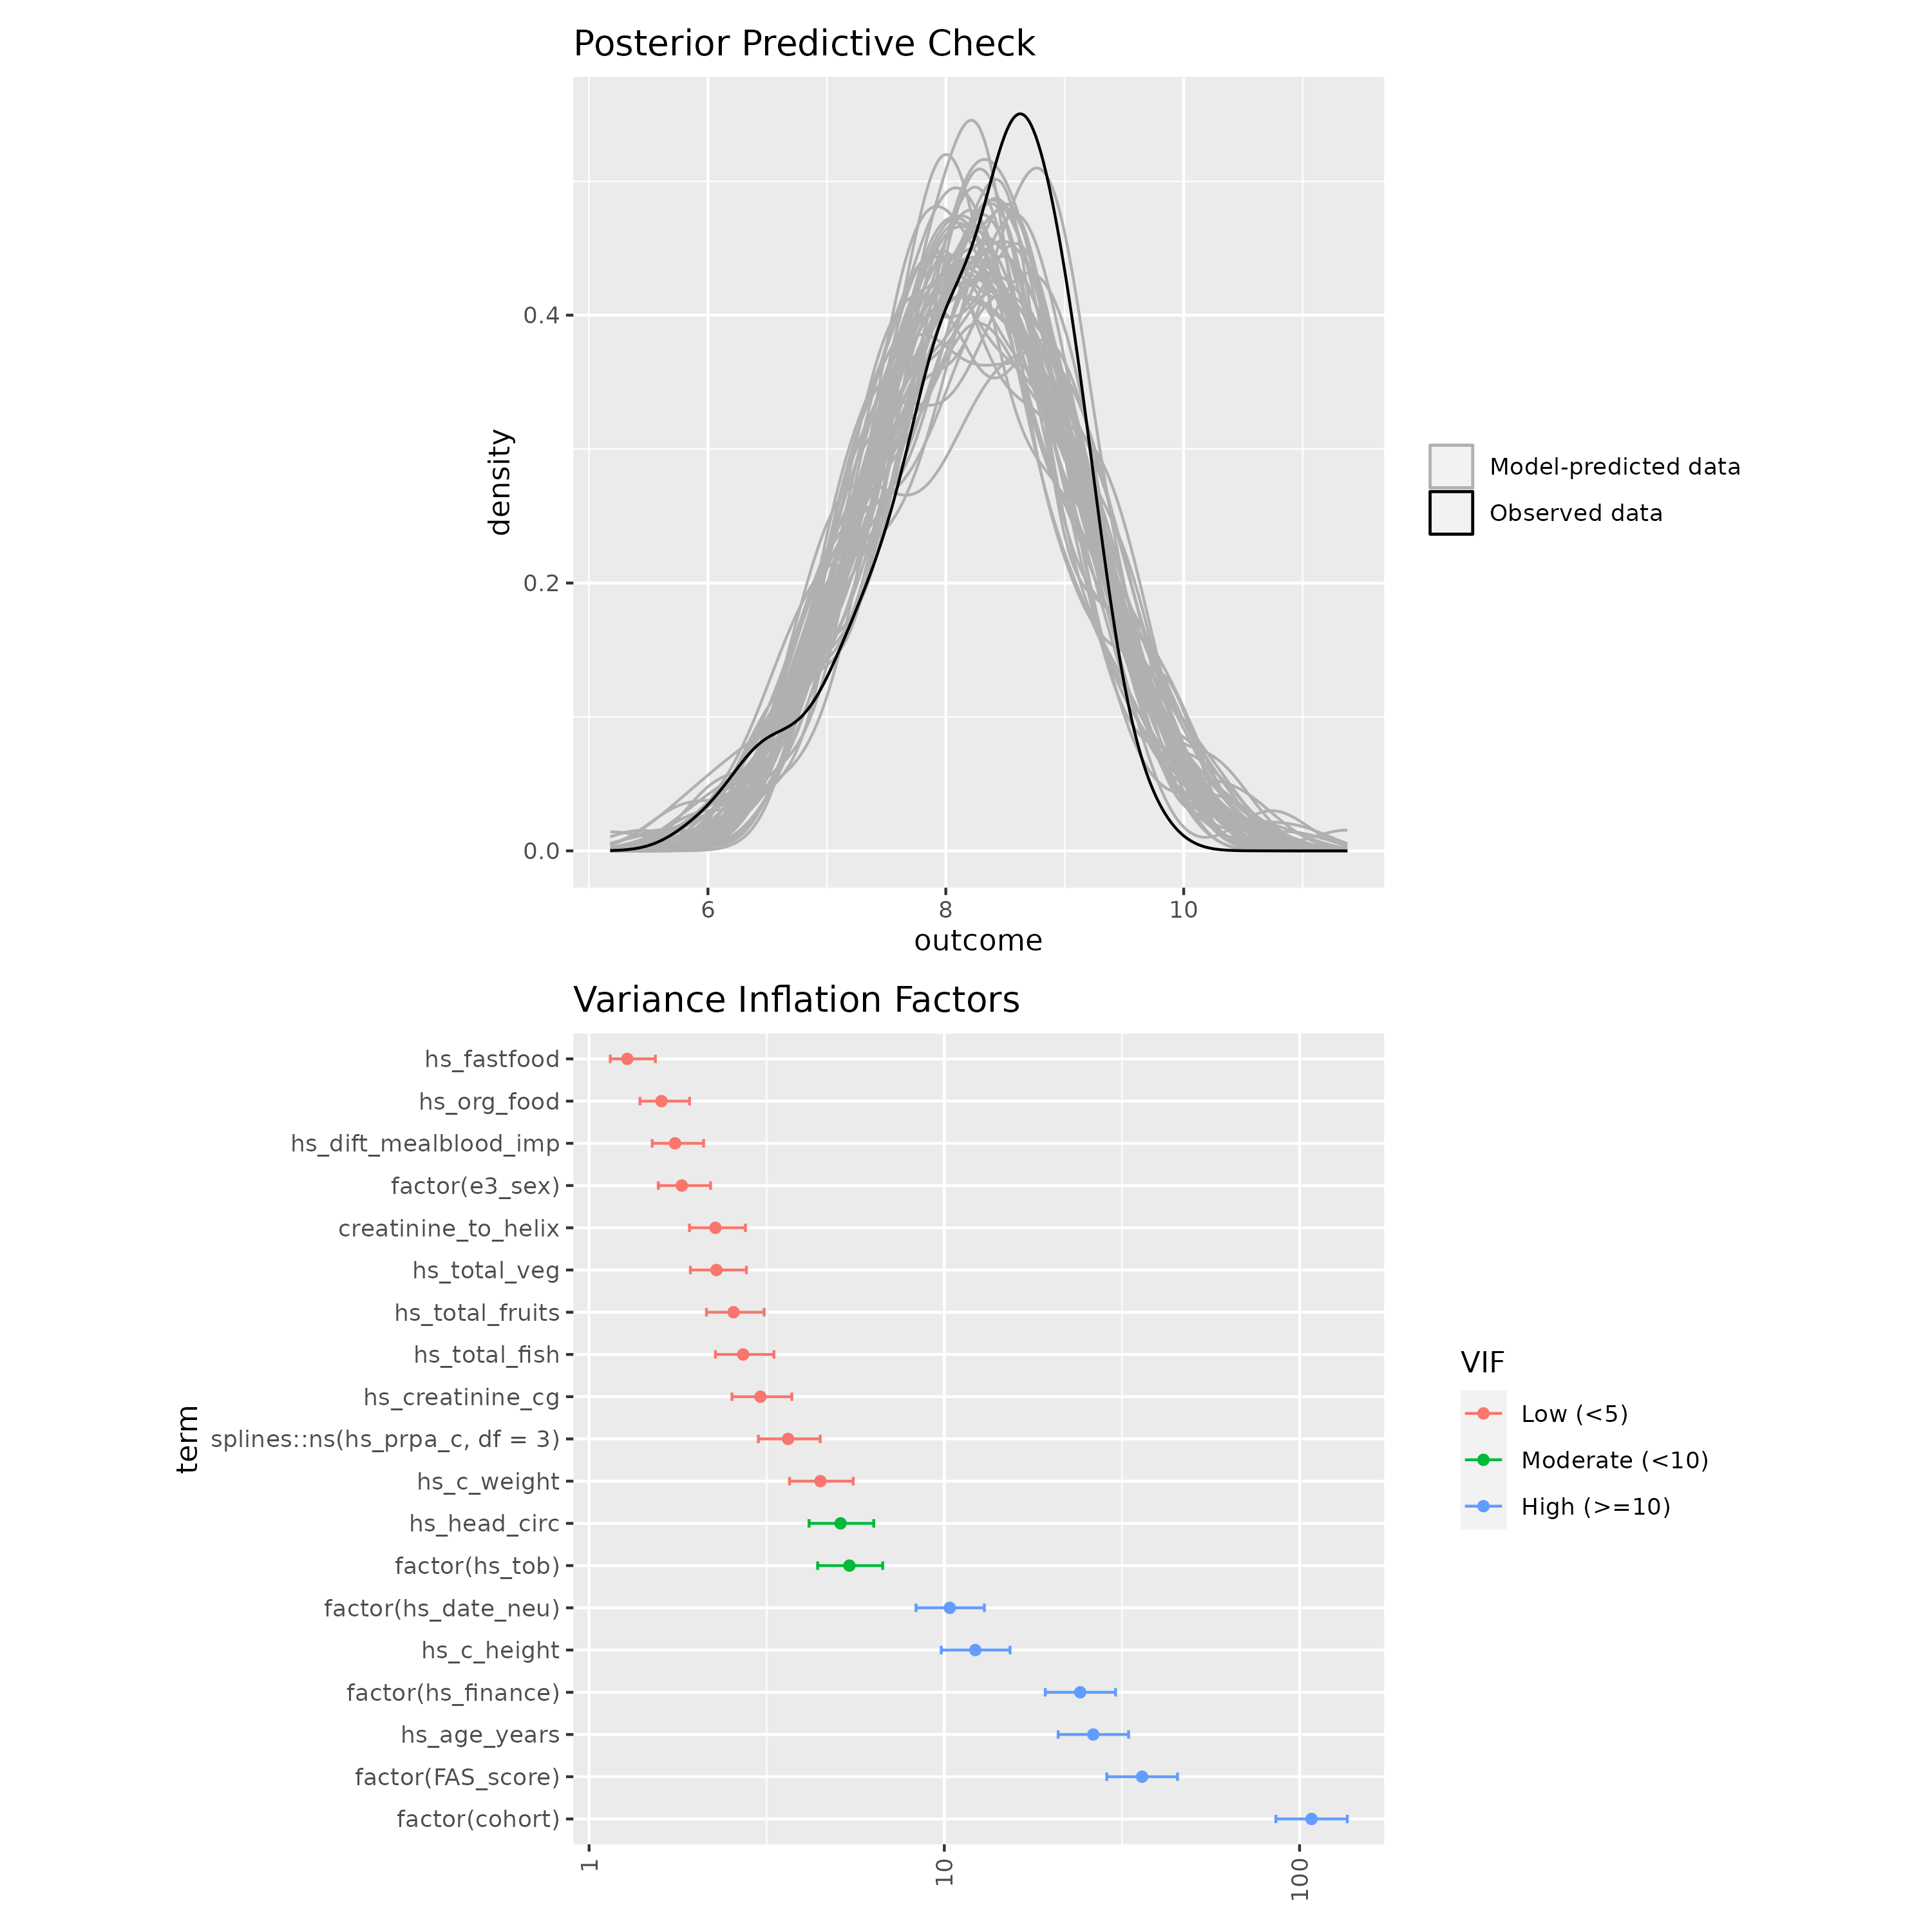 Posterior Predictive Check
density
0.4
0.2
0.0
6
8
10
outcome
Model-predicted data
Observed data
Variance Inflation Factors
term
hs_fastfood
hs_org_food
hs_dift_mealblood_imp
factor(e3_sex)
creatinine_to_helix
hs_total_veg
hs_total_fruits
hs_total_fish
hs_creatinine_cg
splines::ns(hs_prpa_c, df = 3)
hs_c_weight
hs_head_circ
factor(hs_tob)
factor(hs_date_neu)
hs_c_height
factor(hs_finance)
hs_age_years
factor(FAS_score)
factor(cohort)
1
10
100
VIF
Low (<5)
Moderate (<10)
High (>=10)